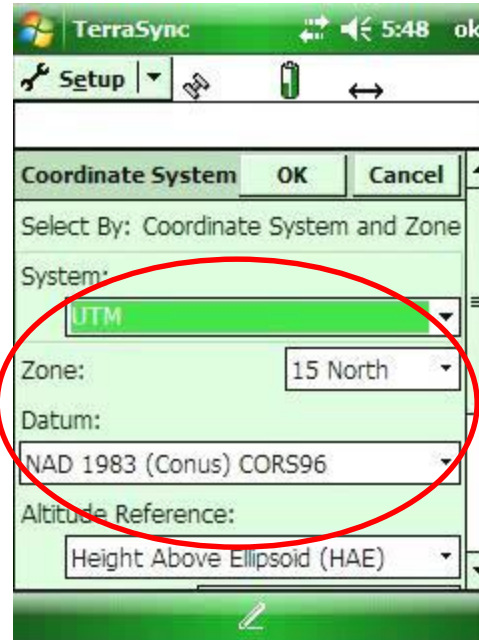 TerraSync 5:48 ok
Setup
Coordinate System OK Cancel
Select By: Coordinate System and Zone
System:
UTM
Zone: 15 North
Datum:
NAD 1983 (Conus) CORS96
Altitude Reference:
Height Above Ellipsoid (HAE)